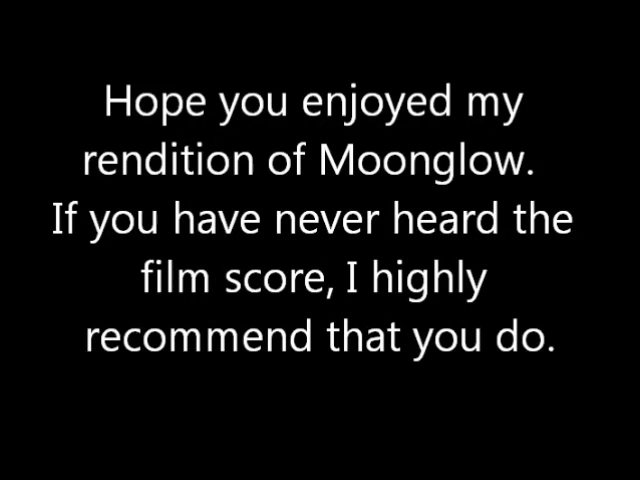 Hope you enjoyed my
rendition of Moonglow.
If you have never heard the
film score, I highly
recommend that you do.